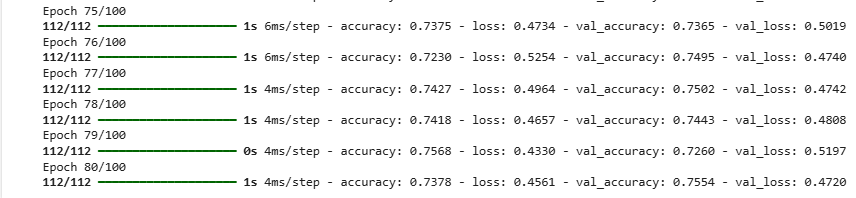 Epoch 75/100
112/112 ━━━━━━━━━━━━━━━━━━━━ 1s 6ms/step - accuracy: 0.7375 - loss: 0.4734 - val_accuracy: 0.7365 - val_loss: 0.5019
Epoch 76/100
112/112 ━━━━━━━━━━━━━━━━━━━━ 1s 6ms/step - accuracy: 0.7230 - loss: 0.5254 - val_accuracy: 0.7495 - val_loss: 0.4740
Epoch 77/100
112/112 ━━━━━━━━━━━━━━━━━━━━ 1s 4ms/step - accuracy: 0.7427 - loss: 0.4964 - val_accuracy: 0.7502 - val_loss: 0.4742
Epoch 78/100
112/112 ━━━━━━━━━━━━━━━━━━━━ 1s 4ms/step - accuracy: 0.7418 - loss: 0.4657 - val_accuracy: 0.7443 - val_loss: 0.4808
Epoch 79/100
112/112 ━━━━━━━━━━━━━━━━━━━━ 0s 4ms/step - accuracy: 0.7568 - loss: 0.4330 - val_accuracy: 0.7260 - val_loss: 0.5197
Epoch 80/100
112/112 ━━━━━━━━━━━━━━━━━━━━ 1s 4ms/step - accuracy: 0.7378 - loss: 0.4561 - val_accuracy: 0.7554 - val_loss: 0.4720